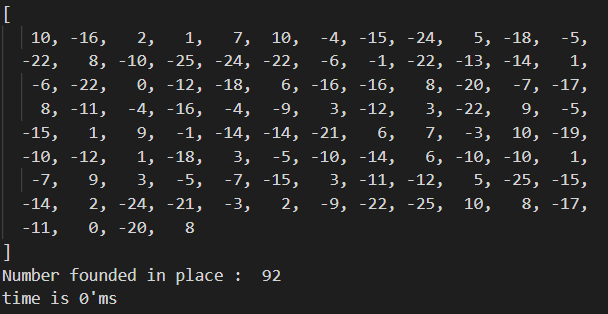 [
10, -16, 2, 1, 7, 10, -4, -15, -24, 5, -18, -5,
-22, 8, -10, -25, -24, -22, -6, -1, -22, -13, -14, 1,
-6, -22, 0, -12, -18, 6, -16, -16, 8, -20, -7, -17,
8, -11, -4, -16, -4, -9, 3, -12, 3, -22, 9, -5,
-15, 1, 9, -1, -14, -14, -21, 6, 7, -3, 10, -19,
-10, -12, 1, -18, 3, -5, -10, -14, 6, -10, -10, 1,
-7, 9, 3, -5, -7, -15, 3, -11, -12, 5, -25, -15,
-14, 2, -24, -21, -3, 2, -9, -22, -25, 10, 8, -17,
-11, 0, -20, 8
]
Number founded in place : 92
time is 0'ms